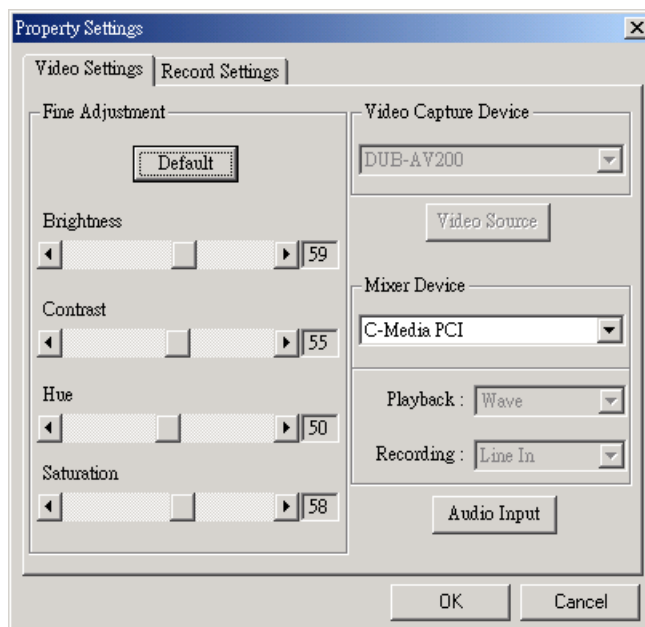 Property Settings
Video Settings
Record Settings
Fine Adjustment
Default
Brightness
59
Contrast
55
Hue
50
Saturation
58
Video Capture Device
DUB-AV200
Video Source
Mixer Device
C-Media PCI
Playback : Wave
Recording : Line In
Audio Input
OK
Cancel